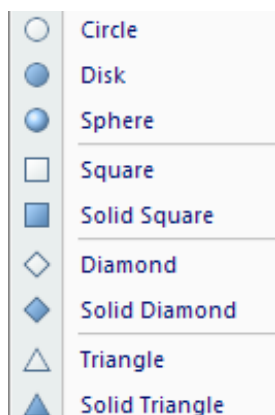 Circle
Disk
Sphere
Square
Solid Square
Diamond
Solid Diamond
Triangle
Solid Triangle